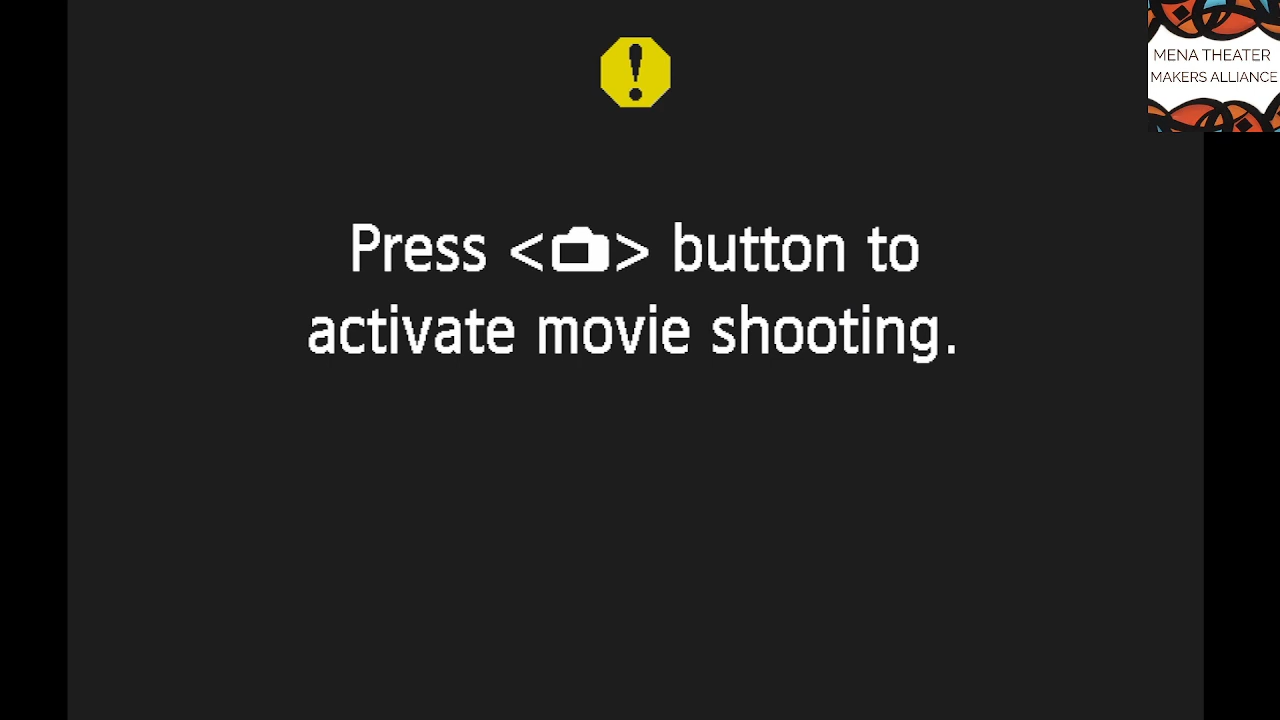 MENA THEATER
MAKERS ALLIANCE
Press <📷> button to
activate movie shooting.